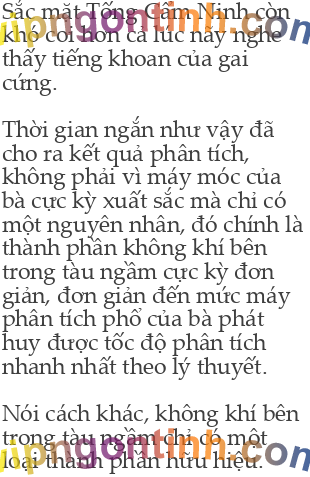 Sắc mặt Tống Cẩm Ninh còn
khó coi hơn cả lúc nãy nghe
thấy tiếng khoan của gai
cứng.
Thời gian ngắn như vậy đã
cho ra kết quả phân tích,
không phải vì máy móc của
bà cực kỳ xuất sắc mà chỉ có
một nguyên nhân, đó chính là
thành phần không khí bên
trong tàu ngầm cực kỳ đơn
giản, đơn giản đến mức máy
phân tích phổ của bà phát
huy được tốc độ phân tích
nhanh nhất theo lý thuyết.
Nói cách khác, không khí bên
trong tàu ngầm chỉ có một
loại thành phần hữu hiệu.